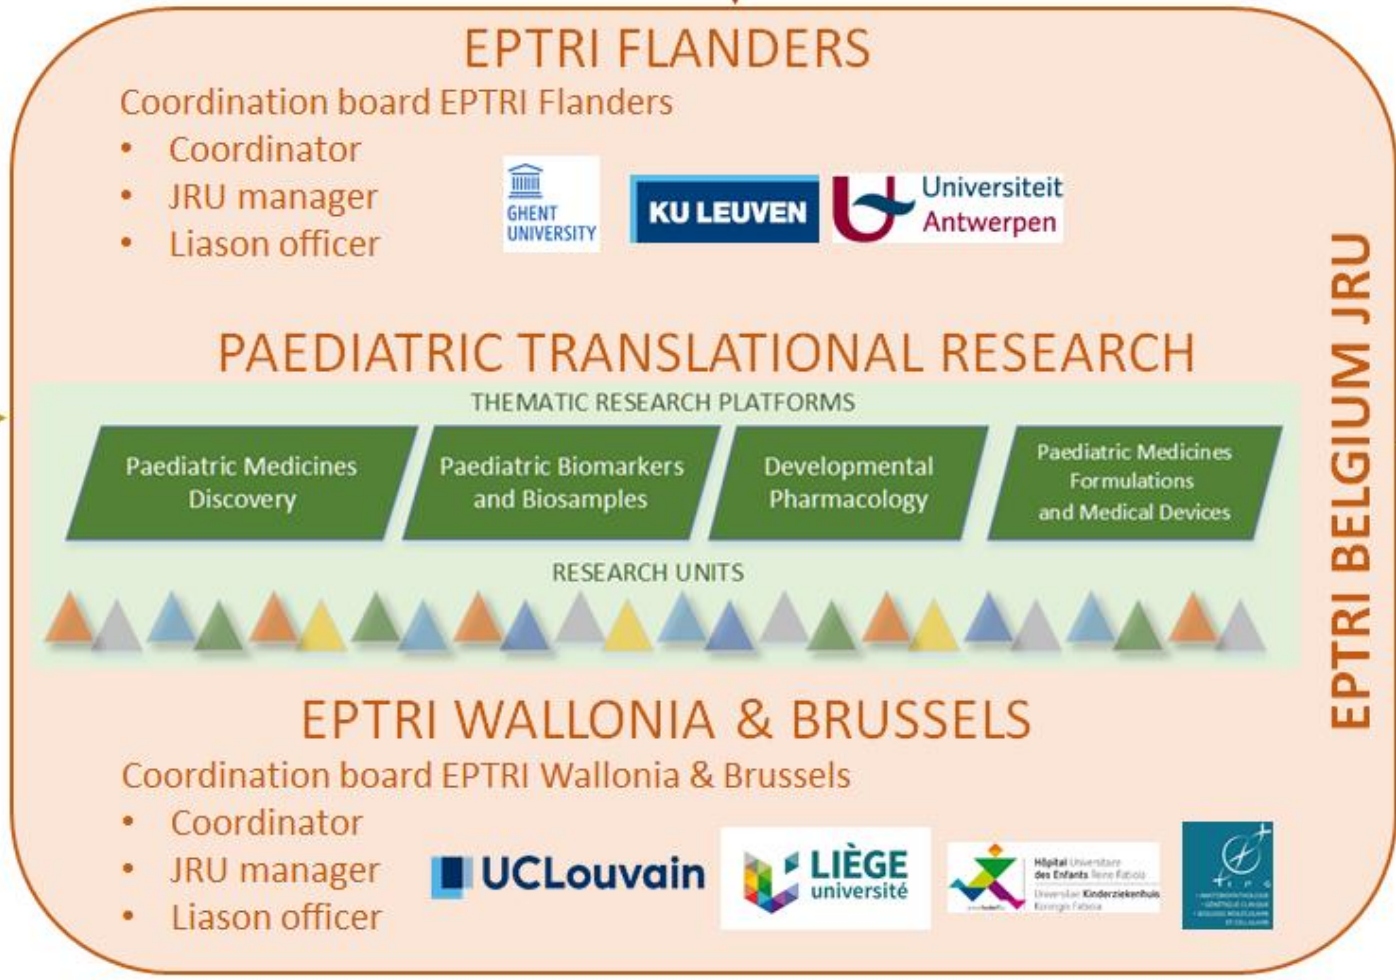 EPTRI FLANDERS
Coordination board EPTRI Flanders
• Coordinator
• JRU manager
• Liason officer
GHENT
UNIVERSITY
KU LEUVEN
Universiteit
Antwerpen
PAEDIATRIC TRANSLATIONAL RESEARCH
THEMATIC RESEARCH PLATFORMS
Paediatric Medicines
Discovery
Paediatric Biomarkers
and Biosamples
Developmental
Pharmacology
Paediatric Medicines
Formulations
and Medical Devices
RESEARCH UNITS
EPTRI WALLONIA & BRUSSELS
Coordination board EPTRI Wallonia & Brussels
• Coordinator
• JRU manager
• Liason officer
UCLouvain
LIÈGE
université
Hôpital Universitaire
des Enfants Reine Fabiola
Universitair Kinderziekenhuis
Koningin Fabiola
IPG
EPTRI BELGIUM JRU